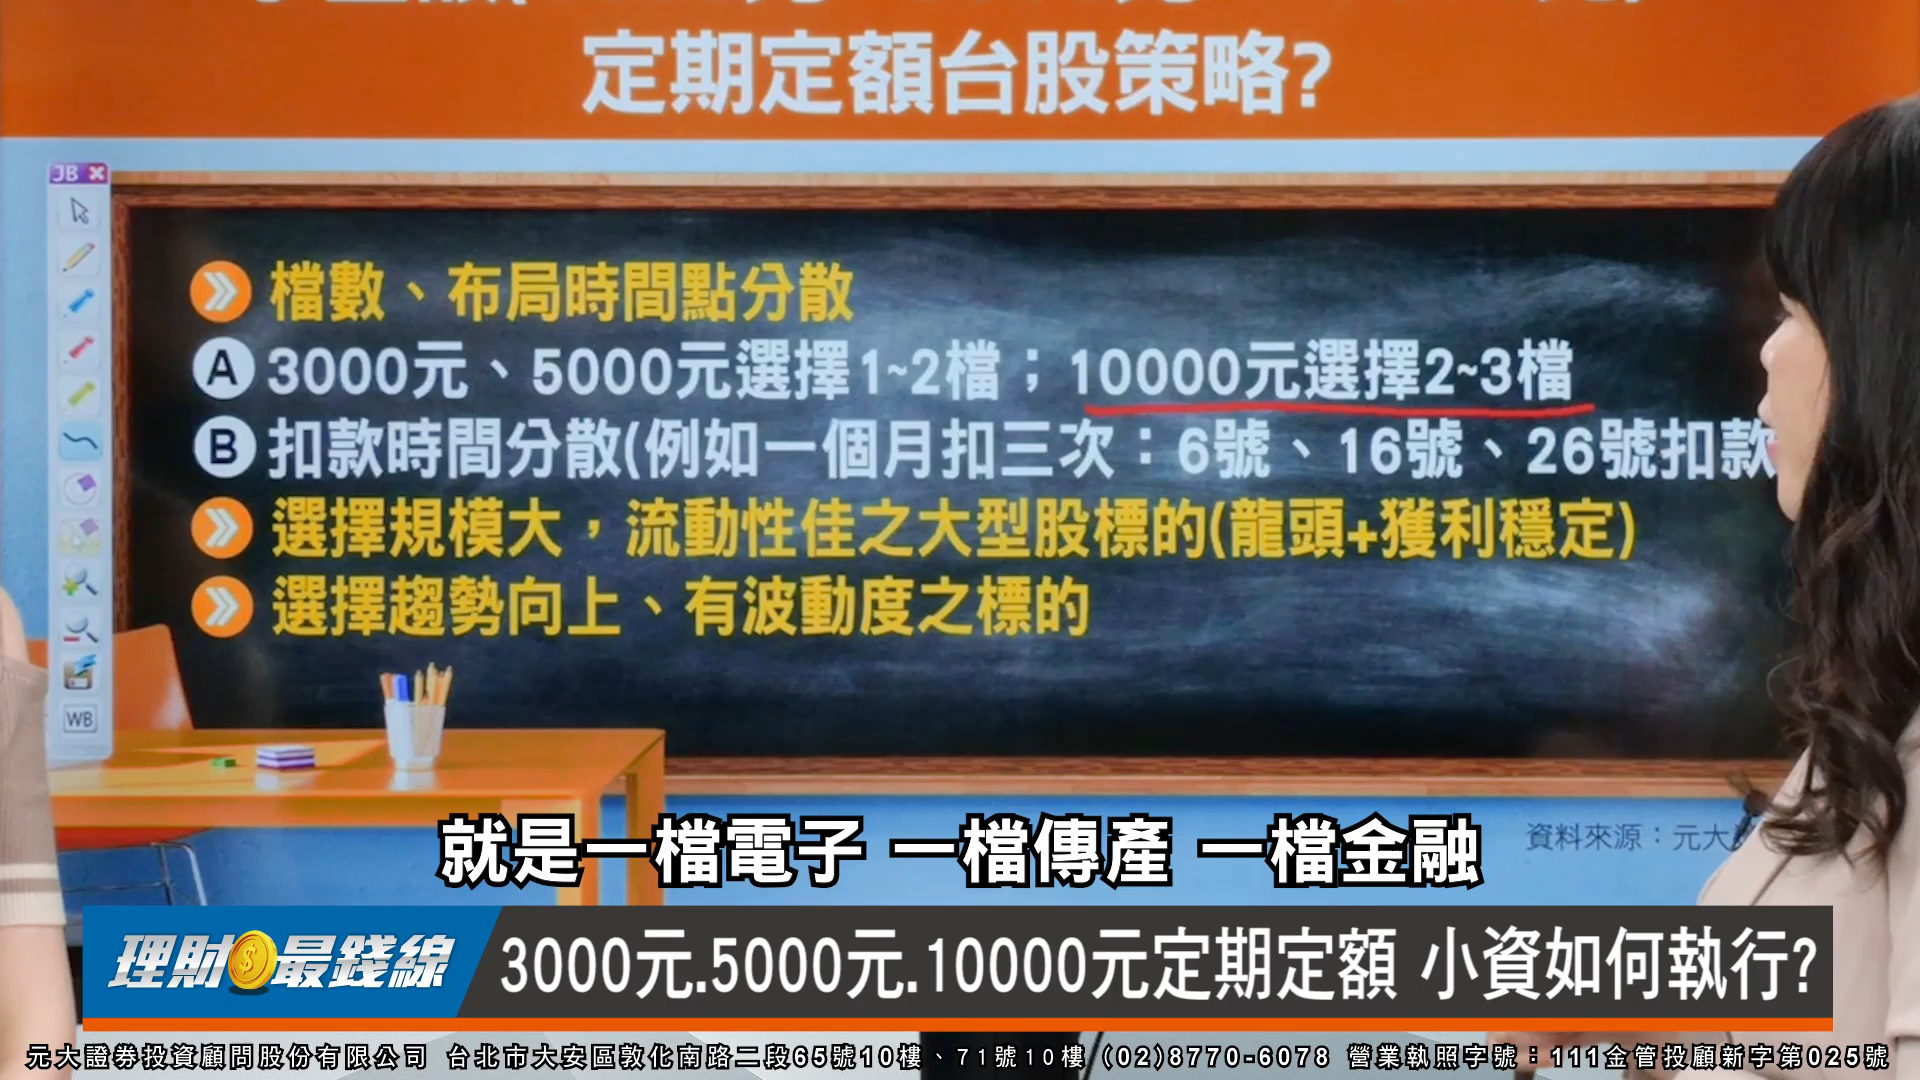 定期定額台股策略?
JB
檔數、布局時間點分散
A 3000元、5000元選擇1~2檔；10000元選擇2~3檔
B 扣款時間分散(例如一個月扣三次：6號、16號、26號扣款
選擇規模大，流動性佳之大型股標的(龍頭+獲利穩定)
選擇趨勢向上、有波動度之標的
WB
資料來源：元大
就是一檔電子 一檔傳產 一檔金融
理財最錢線
3000元.5000元.10000元定期定額 小資如何執行?
元大證券投資顧問股份有限公司 台北市大安區敦化南路二段65號10樓、71號10樓 (02)8770-6078 營業執照字號：111金管投顧新字第025號